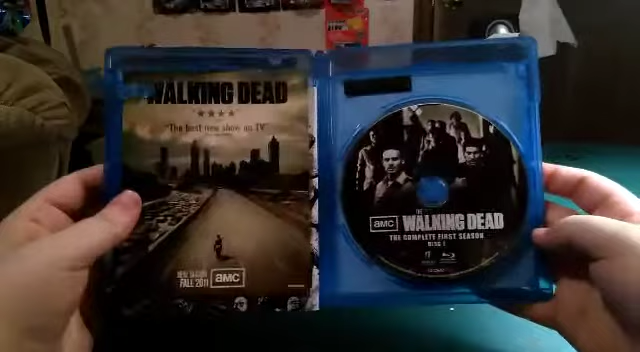 WALKING DEAD
"The best new show on TV"
NEW SEASON
FALL 2011
amc
amc
THE
WALKING DEAD
THE COMPLETE FIRST SEASON
DISC 1